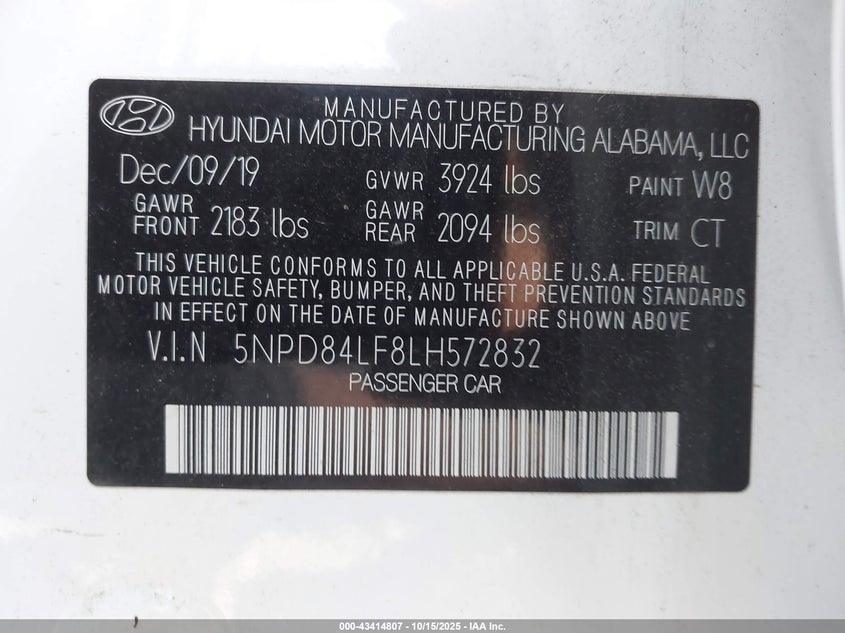 MANUFACTURED BY
HYUNDAI MOTOR MANUFACTURING ALABAMA, LLC
Dec/09/19 GVWR 3924 lbs PAINT W8
GAWR FRONT 2183 lbs GAWR REAR 2094 lbs TRIM CT
THIS VEHICLE CONFORMS TO ALL APPLICABLE U.S.A. FEDERAL
MOTOR VEHICLE SAFETY, BUMPER, AND THEFT PREVENTION STANDARDS
IN EFFECT ON THE DATE OF MANUFACTURE SHOWN ABOVE
V.I.N 5NPD84LF8LH572832
PASSENGER CAR
000-43414807 - 10/15/2025 - IAA Inc.